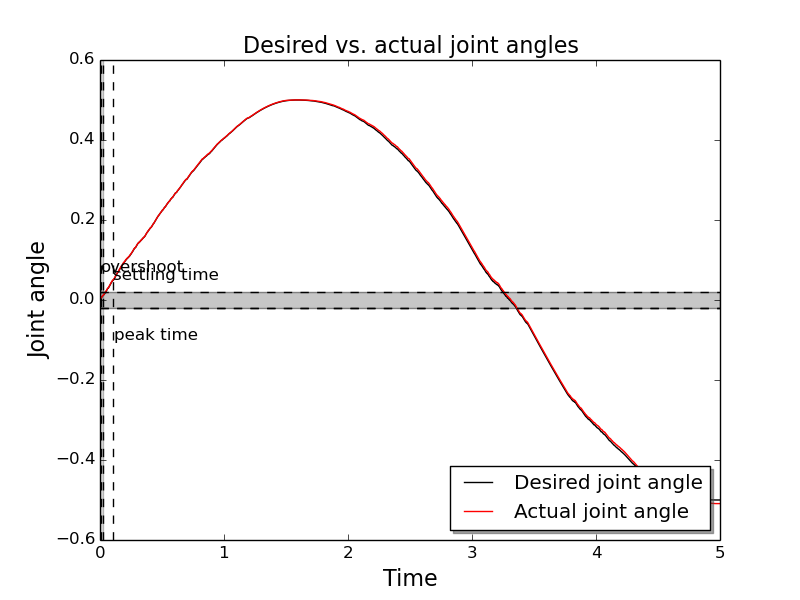 Desired vs. actual joint angles
0.6
0.4
0.2
0.0
−0.2
−0.4
−0.6
Joint angle
overshoot
settling time
peak time
Desired joint angle
Actual joint angle
0 1 2 3 4 5
Time